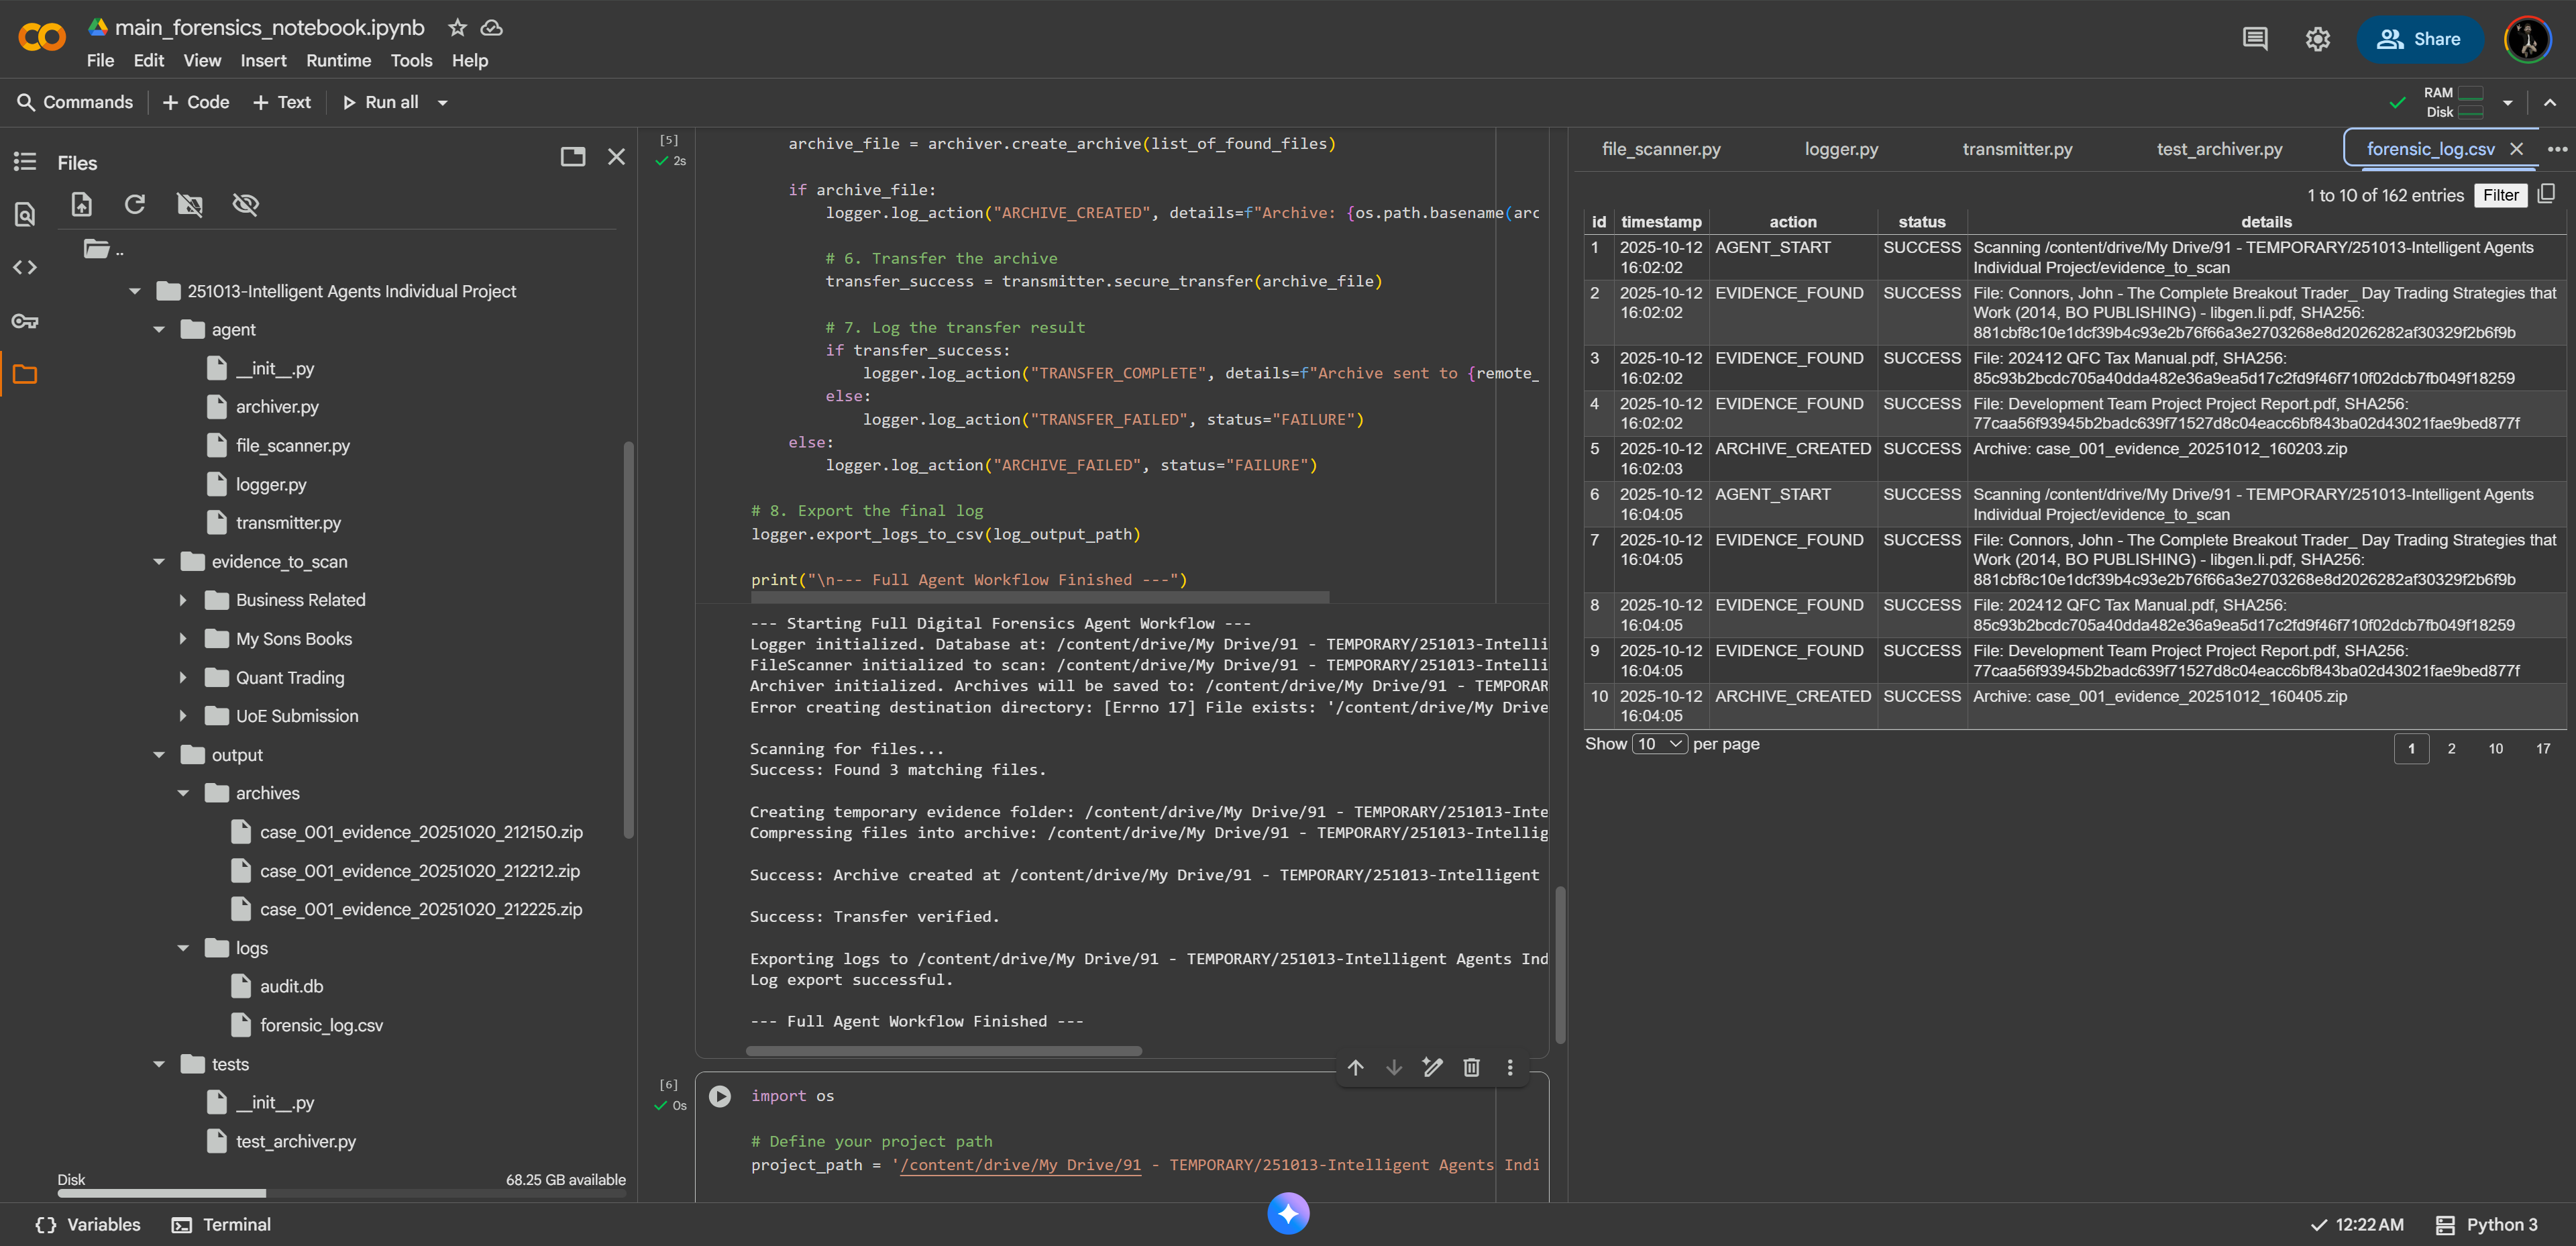 main_forensics_notebook.ipynb
File Edit View Insert Runtime Tools Help
Share
Commands + Code + Text Run all
RAM
Disk
Files
..
251013-Intelligent Agents Individual Project
agent
__init__.py
archiver.py
file_scanner.py
logger.py
transmitter.py
evidence_to_scan
Business Related
My Sons Books
Quant Trading
UoE Submission
output
archives
case_001_evidence_20251020_212150.zip
case_001_evidence_20251020_212212.zip
case_001_evidence_20251020_212225.zip
logs
audit.db
forensic_log.csv
tests
__init__.py
test_archiver.py
Disk 68.25 GB available
[5]
2s
archive_file = archiver.create_archive(list_of_found_files)
if archive_file:
logger.log_action("ARCHIVE_CREATED", details=f"Archive: {os.path.basename(arc
# 6. Transfer the archive
transfer_success = transmitter.secure_transfer(archive_file)
# 7. Log the transfer result
if transfer_success:
logger.log_action("TRANSFER_COMPLETE", details=f"Archive sent to {remote_
else:
logger.log_action("TRANSFER_FAILED", status="FAILURE")
else:
logger.log_action("ARCHIVE_FAILED", status="FAILURE")
# 8. Export the final log
logger.export_logs_to_csv(log_output_path)
print("\n--- Full Agent Workflow Finished ---")
--- Starting Full Digital Forensics Agent Workflow ---
Logger initialized. Database at: /content/drive/My Drive/91 - TEMPORARY/251013-Intelli
FileScanner initialized to scan: /content/drive/My Drive/91 - TEMPORARY/251013-Intelli
Archiver initialized. Archives will be saved to: /content/drive/My Drive/91 - TEMPORAR
Error creating destination directory: [Errno 17] File exists: '/content/drive/My Drive
Scanning for files...
Success: Found 3 matching files.
Creating temporary evidence folder: /content/drive/My Drive/91 - TEMPORARY/251013-Inte
Compressing files into archive: /content/drive/My Drive/91 - TEMPORARY/251013-Intellig
Success: Archive created at /content/drive/My Drive/91 - TEMPORARY/251013-Intelligent
Success: Transfer verified.
Exporting logs to /content/drive/My Drive/91 - TEMPORARY/251013-Intelligent Agents Ind
Log export successful.
--- Full Agent Workflow Finished ---
[6]
0s
import os
# Define your project path
project_path = '/content/drive/My Drive/91 - TEMPORARY/251013-Intelligent Agents Indi
file_scanner.py logger.py transmitter.py test_archiver.py forensic_log.csv
1 to 10 of 162 entries Filter
id timestamp action status details
1 2025-10-12 AGENT_START SUCCESS Scanning /content/drive/My Drive/91 - TEMPORARY/251013-Intelligent Agents
16:02:02 Individual Project/evidence_to_scan
2 2025-10-12 EVIDENCE_FOUND SUCCESS File: Connors, John - The Complete Breakout Trader_ Day Trading Strategies that
16:02:02 Work (2014, BO PUBLISHING) - libgen.li.pdf, SHA256:
881cbf8c10e1dcf39b4c93e2b76f66a3e2703268e8d2026282af30329f2b6f9b
3 2025-10-12 EVIDENCE_FOUND SUCCESS File: 202412 QFC Tax Manual.pdf, SHA256:
16:02:02 85c93b2bcdc705a40dda482e36a9ea5d17c2fd9f46f710f02dcb7fb049f18259
4 2025-10-12 EVIDENCE_FOUND SUCCESS File: Development Team Project Project Report.pdf, SHA256:
16:02:02 77caa56f93945b2badc639f71527d8c04eacc6bf843ba02d43021fae9bed877f
5 2025-10-12 ARCHIVE_CREATED SUCCESS Archive: case_001_evidence_20251012_160203.zip
16:02:03
6 2025-10-12 AGENT_START SUCCESS Scanning /content/drive/My Drive/91 - TEMPORARY/251013-Intelligent Agents
16:04:05 Individual Project/evidence_to_scan
7 2025-10-12 EVIDENCE_FOUND SUCCESS File: Connors, John - The Complete Breakout Trader_ Day Trading Strategies that
16:04:05 Work (2014, BO PUBLISHING) - libgen.li.pdf, SHA256:
881cbf8c10e1dcf39b4c93e2b76f66a3e2703268e8d2026282af30329f2b6f9b
8 2025-10-12 EVIDENCE_FOUND SUCCESS File: 202412 QFC Tax Manual.pdf, SHA256:
16:04:05 85c93b2bcdc705a40dda482e36a9ea5d17c2fd9f46f710f02dcb7fb049f18259
9 2025-10-12 EVIDENCE_FOUND SUCCESS File: Development Team Project Project Report.pdf, SHA256:
16:04:05 77caa56f93945b2badc639f71527d8c04eacc6bf843ba02d43021fae9bed877f
10 2025-10-12 ARCHIVE_CREATED SUCCESS Archive: case_001_evidence_20251012_160405.zip
16:04:05
Show 10 per page 1 2 10 17
Variables Terminal 12:22 AM Python 3